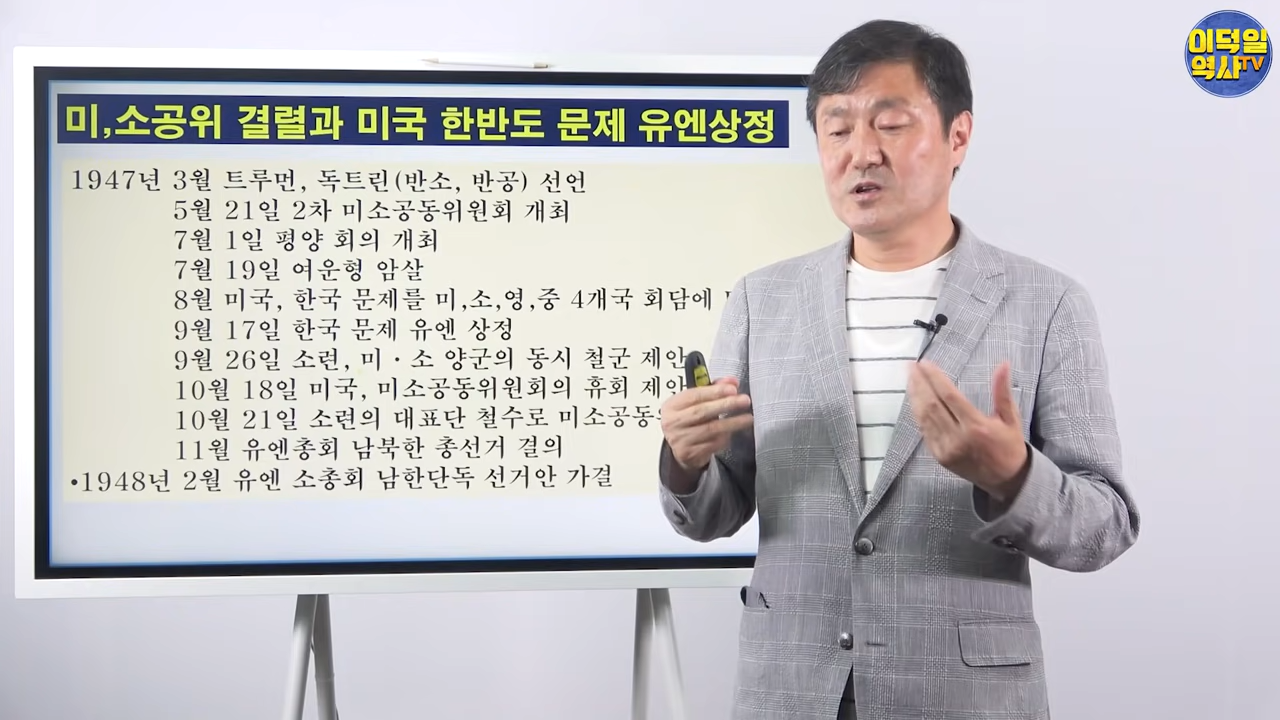 미,소공위 결렬과 미국 한반도 문제 유엔상정
1947년 3월 트루먼, 독트린(반소, 반공) 선언
5월 21일 2차 미소공동위원회 개최
7월 1일 평양 회의 개최
7월 19일 여운형 암살
8월 미국, 한국 문제를 미,소,영,중 4개국 회담에
9월 17일 한국 문제 유엔 상정
9월 26일 소련, 미·소 양군의 동시 철군 제안
10월 18일 미국, 미소공동위원회의 휴회 제안
10월 21일 소련의 대표단 철수로 미소공동
11월 유엔총회 남북한 총선거 결의
•1948년 2월 유엔 소총회 남한단독 선거안 가결
이덕일
역사TV